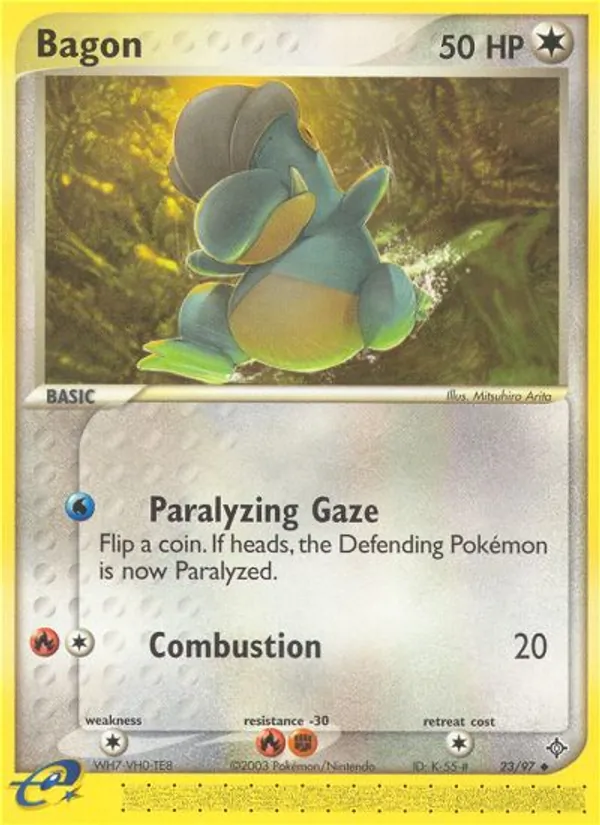 Bagon
50 HP
BASIC
Illus. Mitsuhiro Arita
Paralyzing Gaze
Flip a coin. If heads, the Defending Pokémon
is now Paralyzed.
Combustion 20
weakness resistance -30 retreat cost
WH7-VH0-TE8 ©2003 Pokémon/Nintendo ID: K-55-# 23/97
e